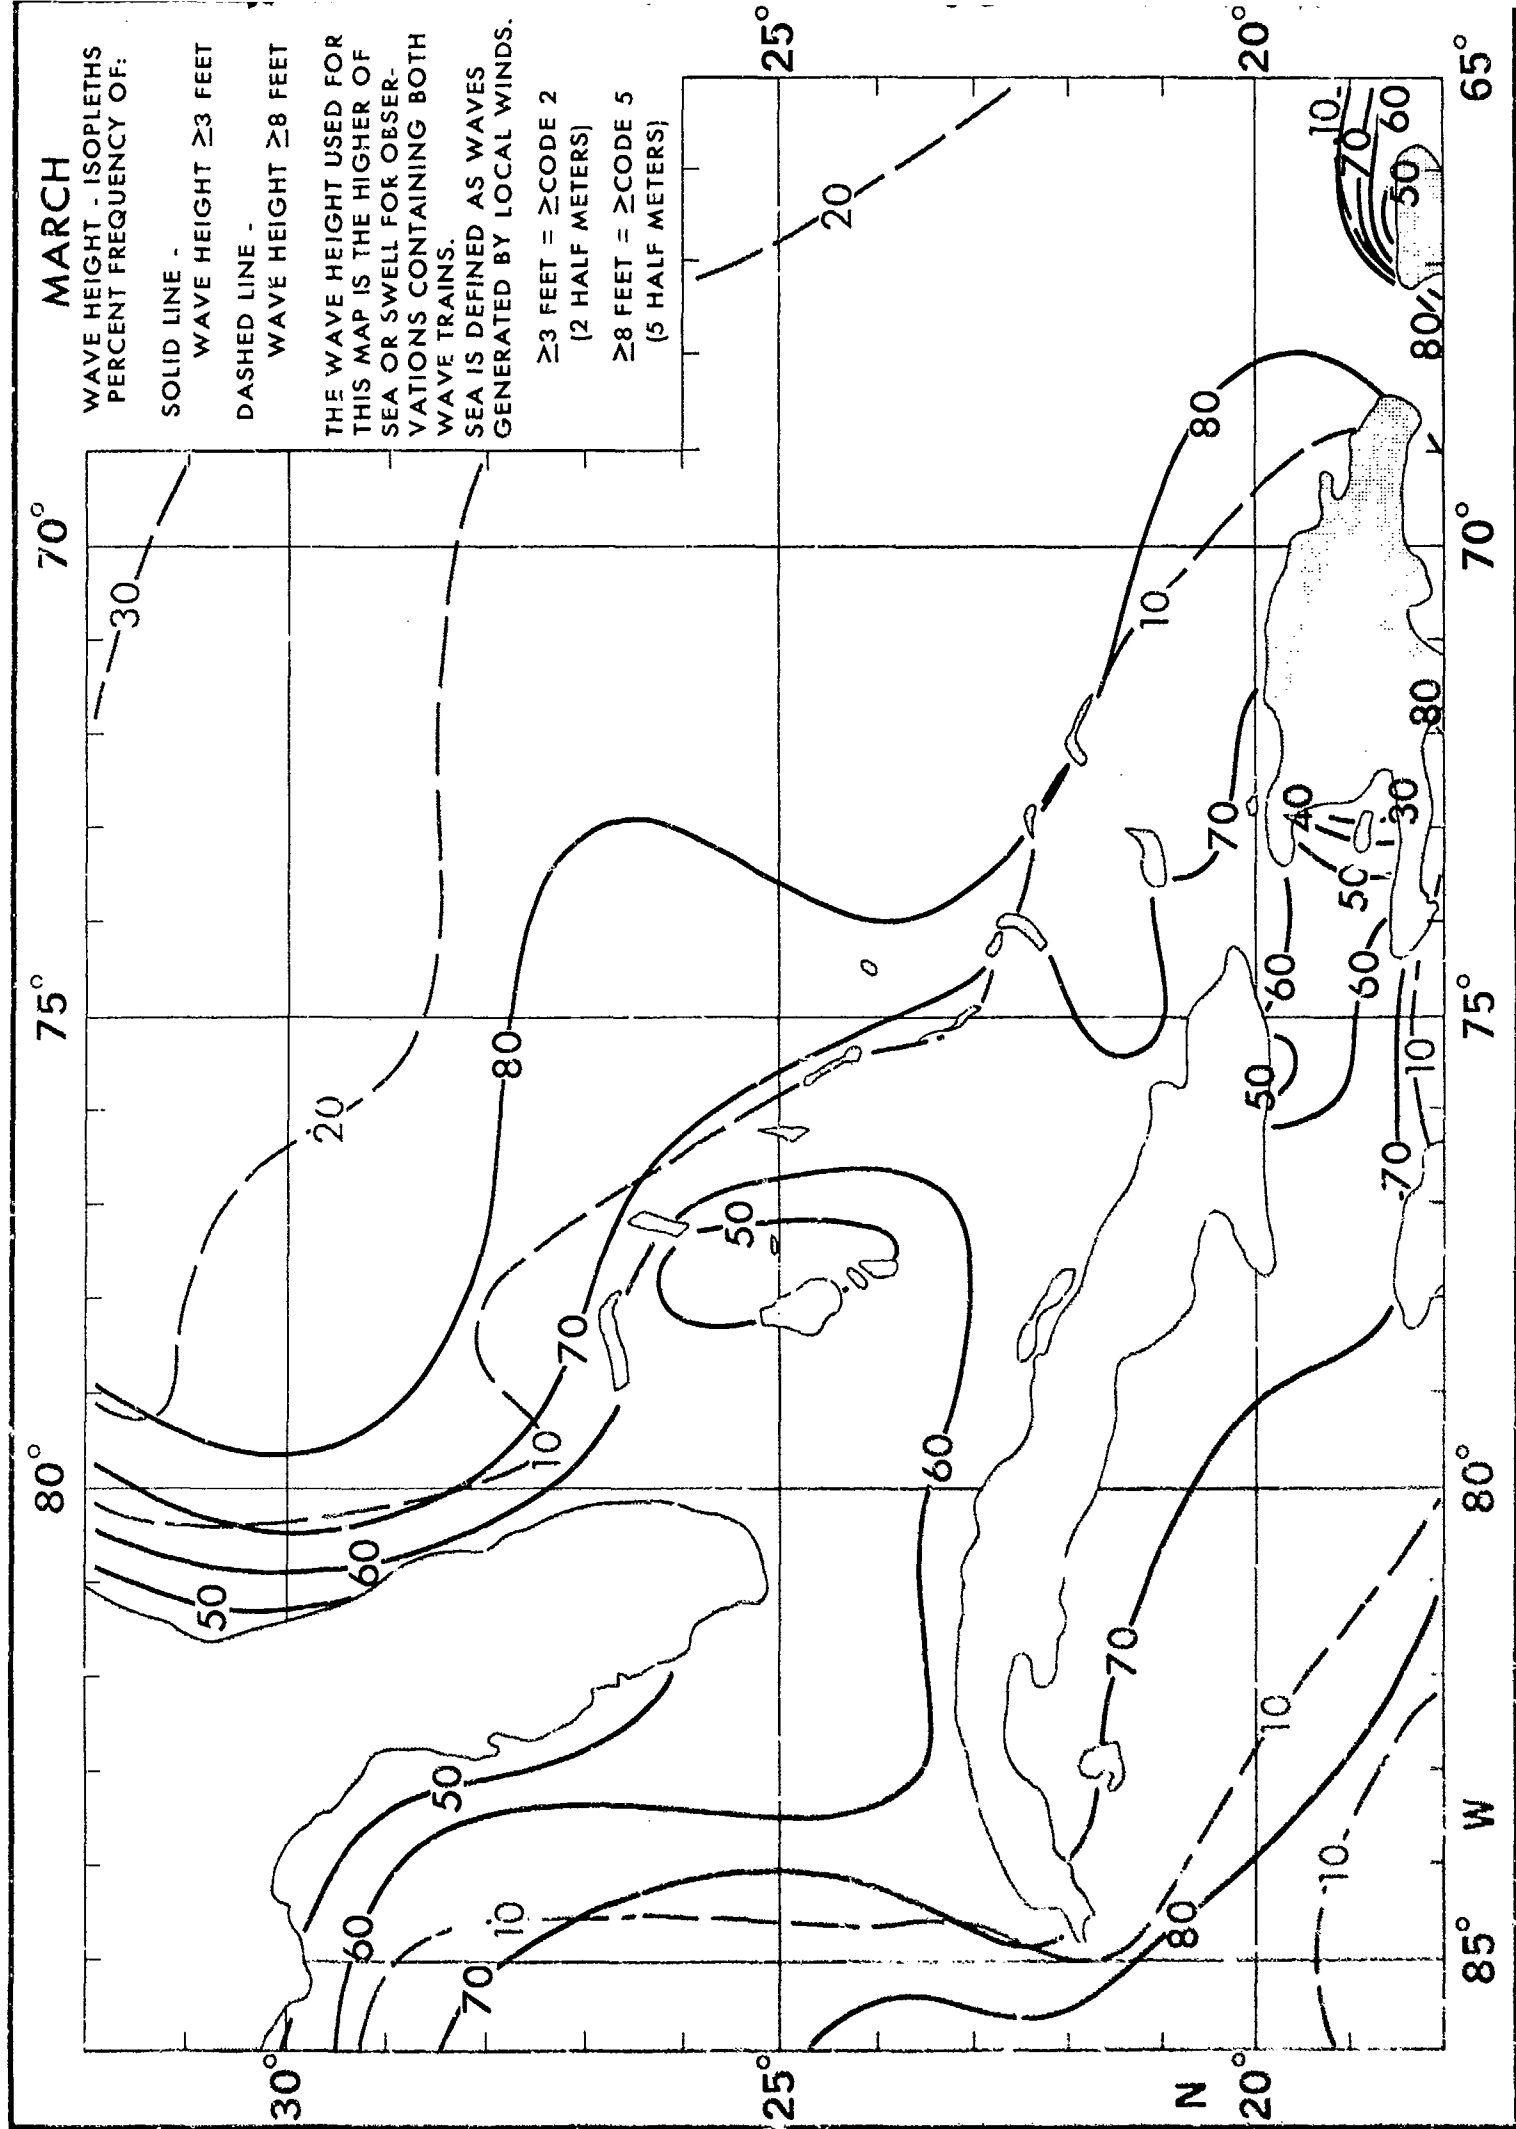 MARCH
WAVE HEIGHT - ISOPLETHS
PERCENT FREQUENCY OF:
SOLID LINE -
WAVE HEIGHT ≥3 FEET
DASHED LINE -
WAVE HEIGHT ≥8 FEET
THE WAVE HEIGHT USED FOR
THIS MAP IS THE HIGHER OF
SEA OR SWELL FOR OBSER-
VATIONS CONTAINING BOTH
WAVE TRAINS.
SEA IS DEFINED AS WAVES
GENERATED BY LOCAL WINDS.
≥3 FEET = ≥CODE 2
(2 HALF METERS)
≥8 FEET = ≥CODE 5
(5 HALF METERS)
80° 75° 70°
30
50
30°
20
60
60
50
80
70
10
10
70
50
25° 25°
20
60
10
70
N
80
80
70
20° 20°
50
60
10
40
10
10
70
50
60
70
30
60
50
10
80
80
85° W 80° 75° 70° 65°